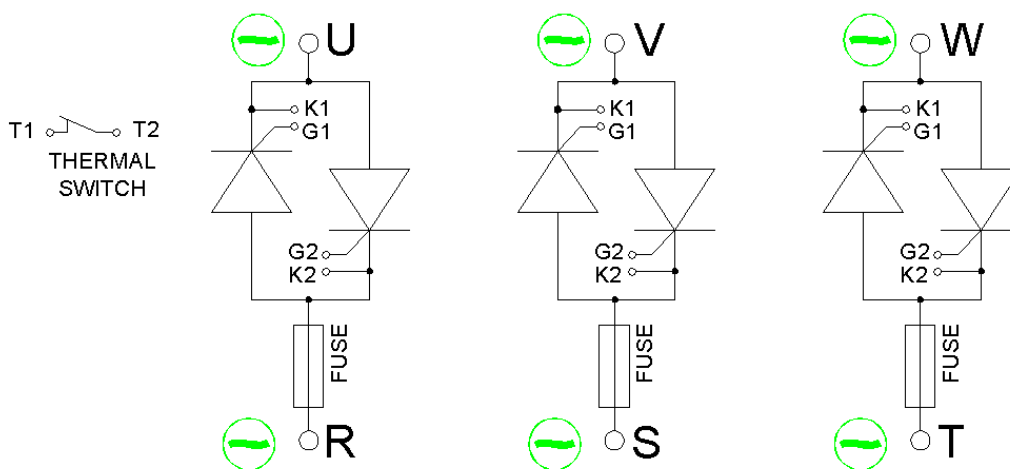 U
V
W
K1
G1
K1
G1
K1
G1
T1
T2
THERMAL
SWITCH
G2
K2
G2
K2
G2
K2
FUSE
FUSE
FUSE
R
S
T